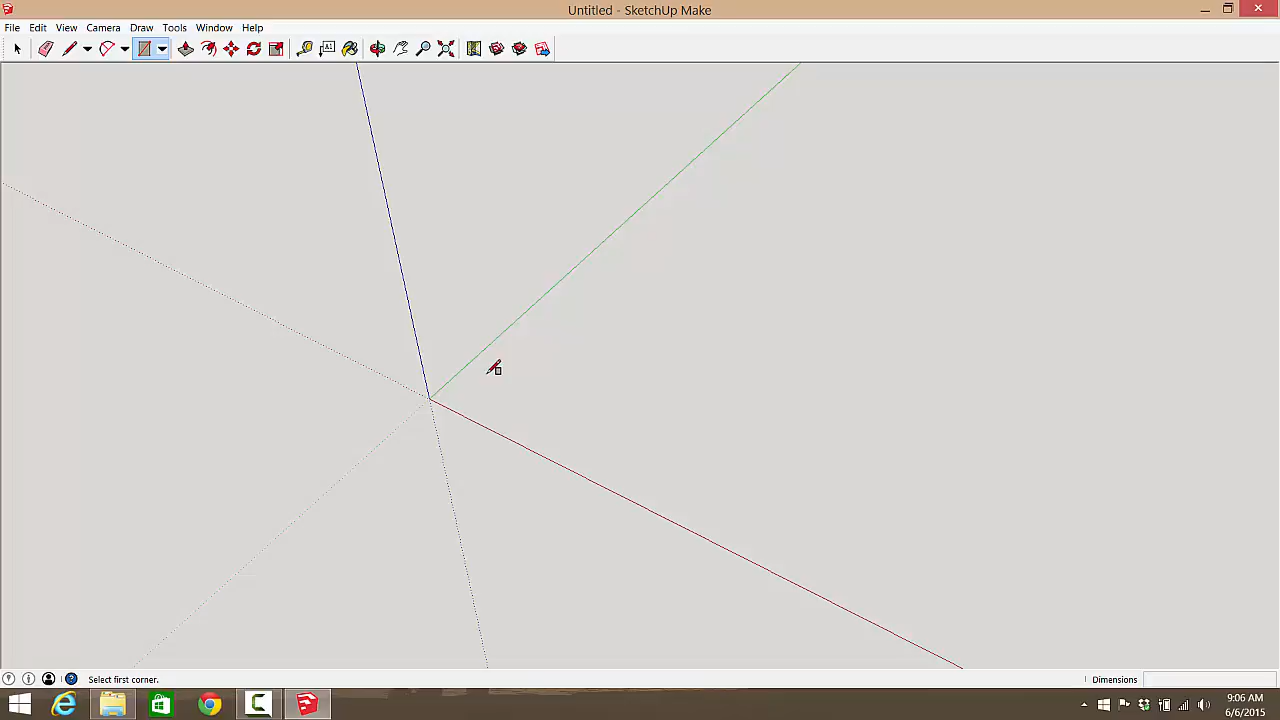 Untitled - SketchUp Make
File Edit View Camera Draw Tools Window Help
A1
Select first corner.
Dimensions
9:06 AM
6/6/2015